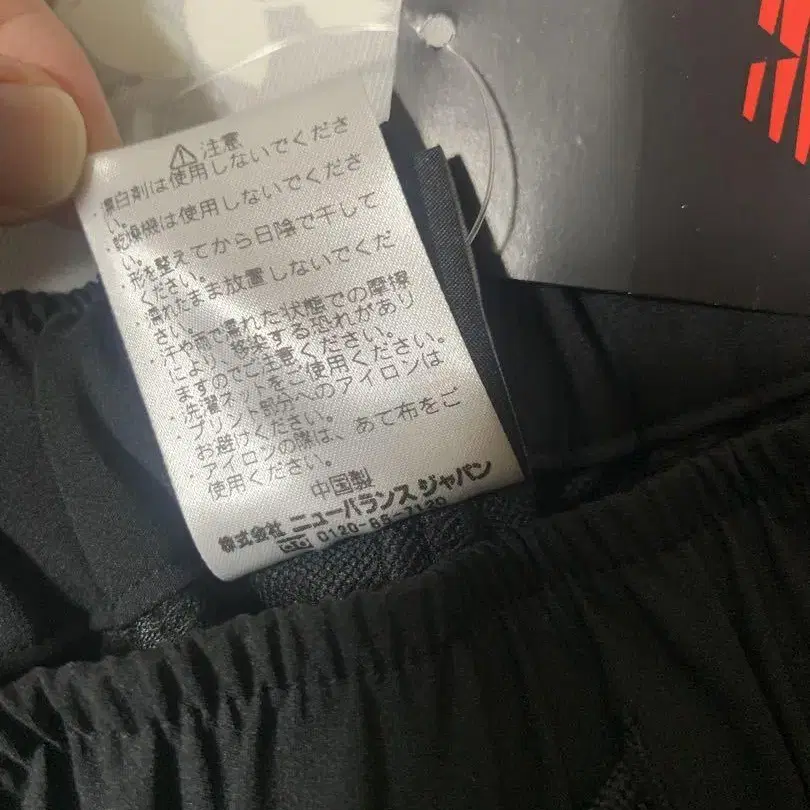 注意
・漂白剤は使用しないでくださ
い。
・乾燥機は使用しないでくださ
い。
・形を整えてから日陰で干して
ください。
・濡れたまま放置しないでくだ
さい。
・汗や雨で濡れた状態での摩擦
により、移染する恐れがあり
ますのでご注意ください。
・洗濯ネットをご使用ください。
・プリント部分へのアイロンは
お避けください。
・アイロンの際は、あて布をご
使用ください。
中国製
株式会社 ニューバランス ジャパン
0120-85-7120